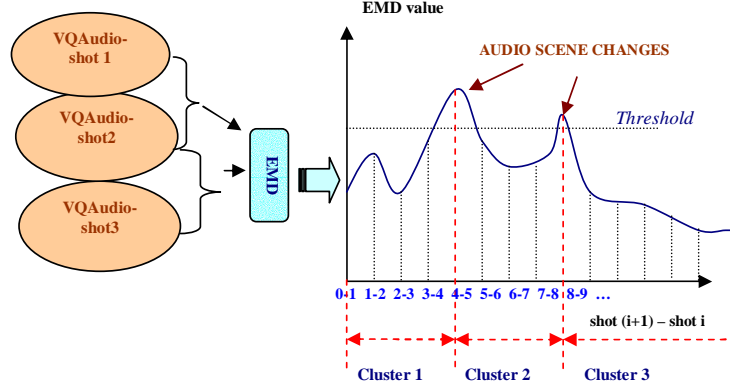 EMD value
VQAudio-
shot 1
VQAudio-
shot2
VQAudio-
shot3
EMD
AUDIO SCENE CHANGES
Threshold
0-1 1-2 2-3 3-4 4-5 5-6 6-7 7-8 8-9 ...
shot (i+1) – shot i
Cluster 1 Cluster 2 Cluster 3